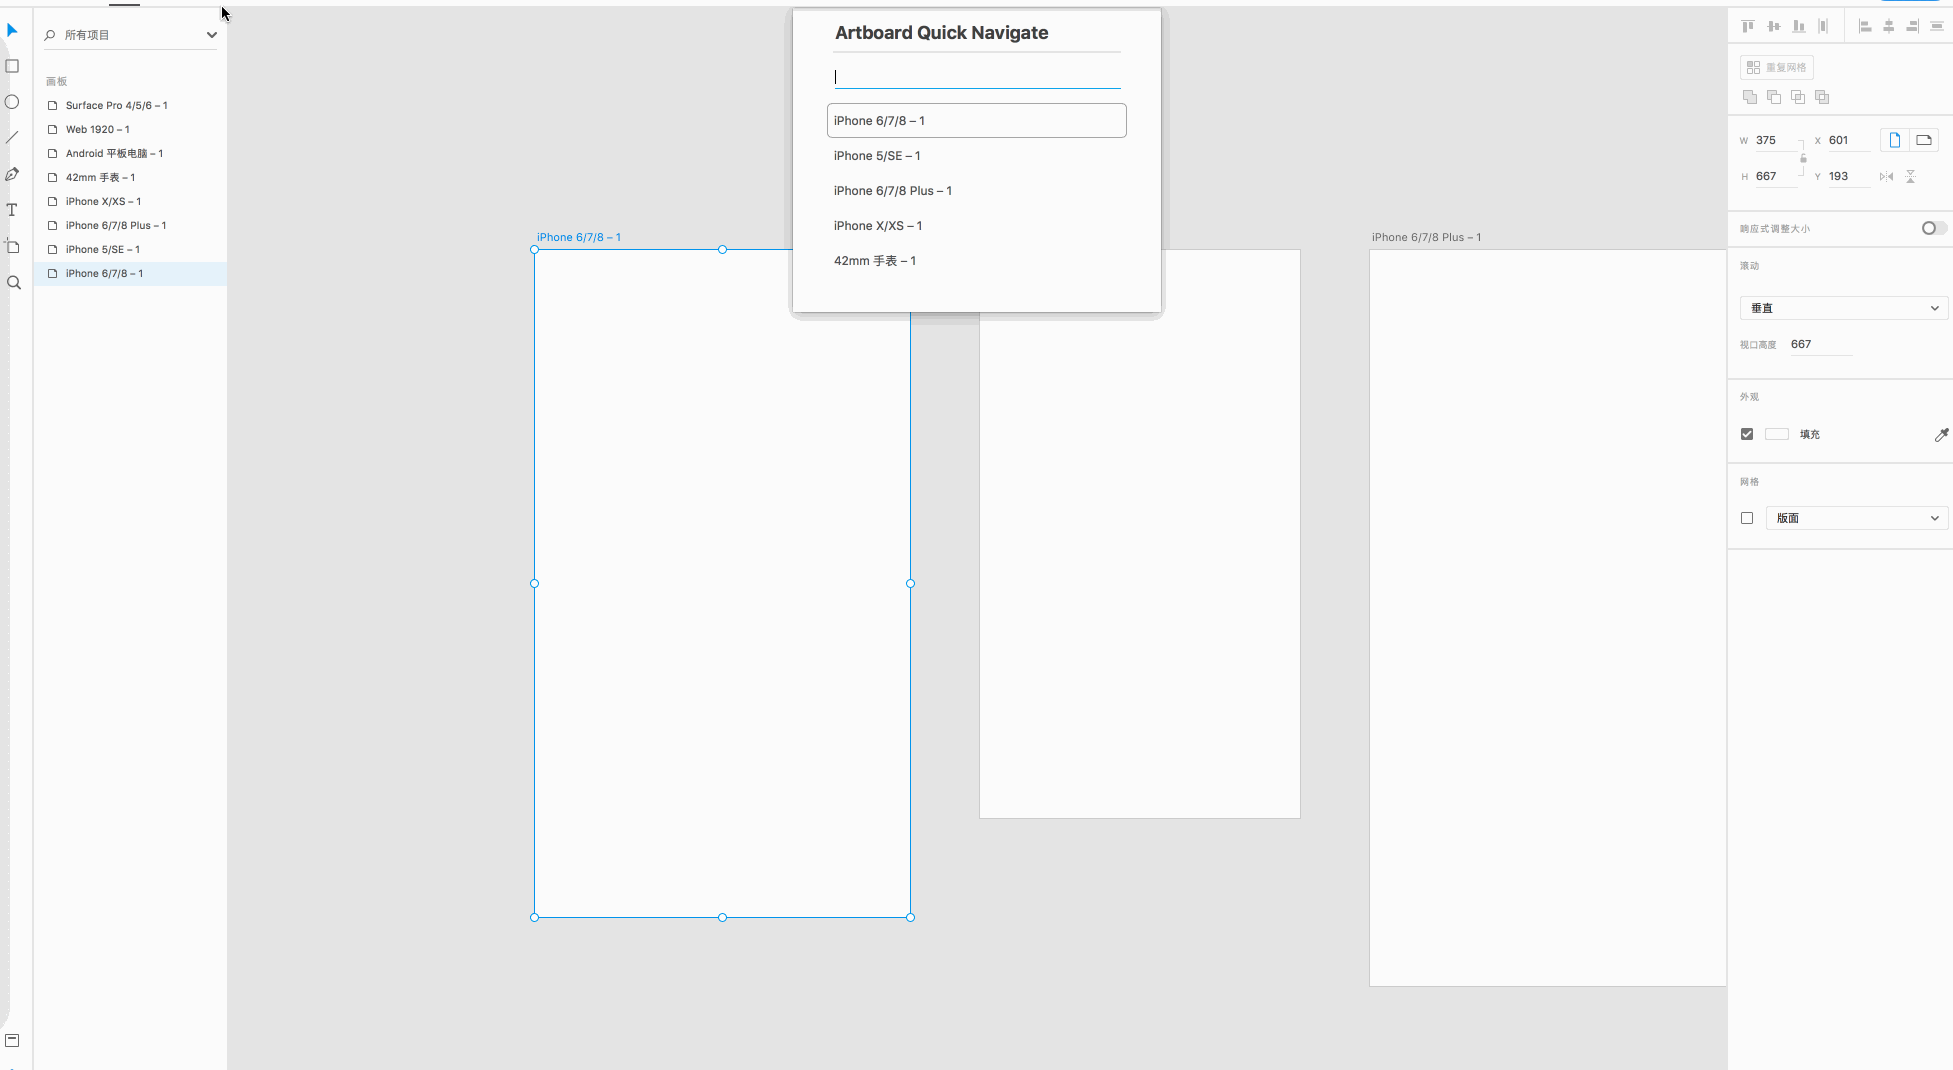 所有项目
画板
Surface Pro 4/5/6 – 1
Web 1920 – 1
Android 平板电脑 – 1
42mm 手表 – 1
iPhone X/XS – 1
iPhone 6/7/8 Plus – 1
iPhone 5/SE – 1
iPhone 6/7/8 – 1
Artboard Quick Navigate
iPhone 6/7/8 – 1
iPhone 5/SE – 1
iPhone 6/7/8 Plus – 1
iPhone X/XS – 1
42mm 手表 – 1
iPhone 6/7/8 – 1
iPhone 6/7/8 Plus – 1
重复网格
W 375 X 601
H 667 Y 193
响应式调整大小
滚动
垂直
视口高度 667
外观
填充
网格
版面